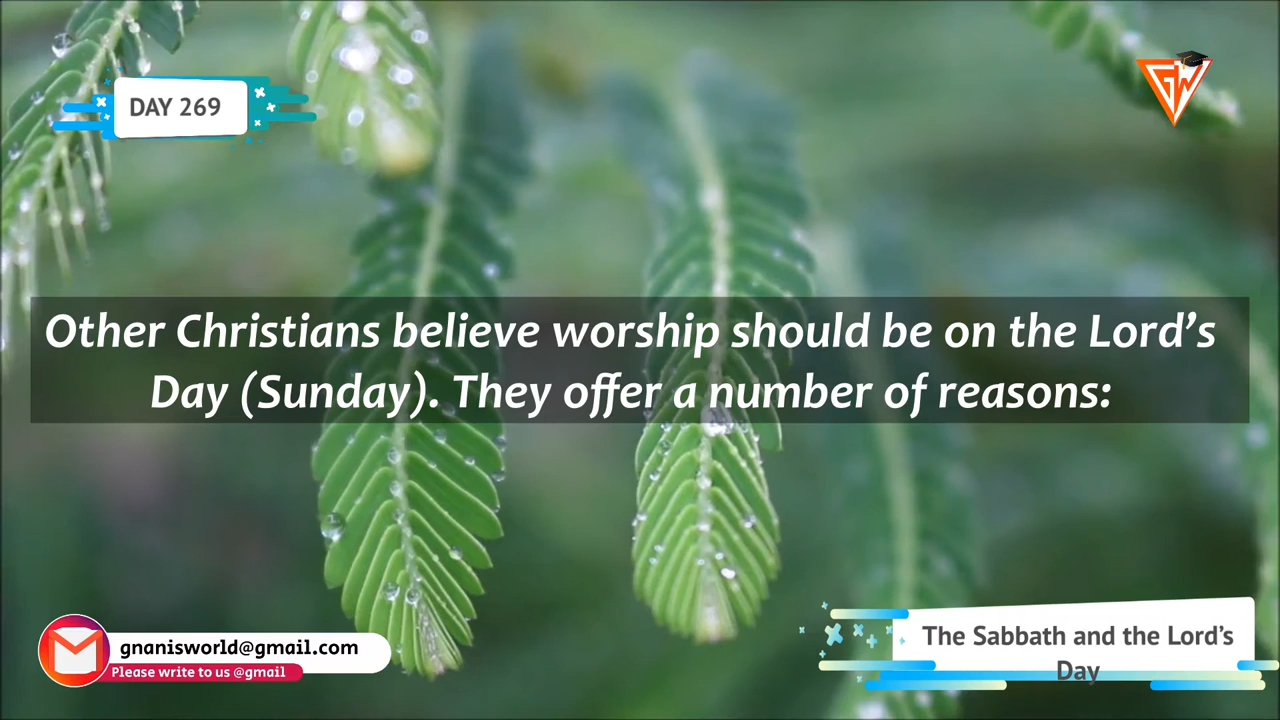 DAY 269
GW
Other Christians believe worship should be on the Lord’s
Day (Sunday). They offer a number of reasons:
gnanisworld@gmail.com
Please write to us @gmail
The Sabbath and the Lord’s
Day